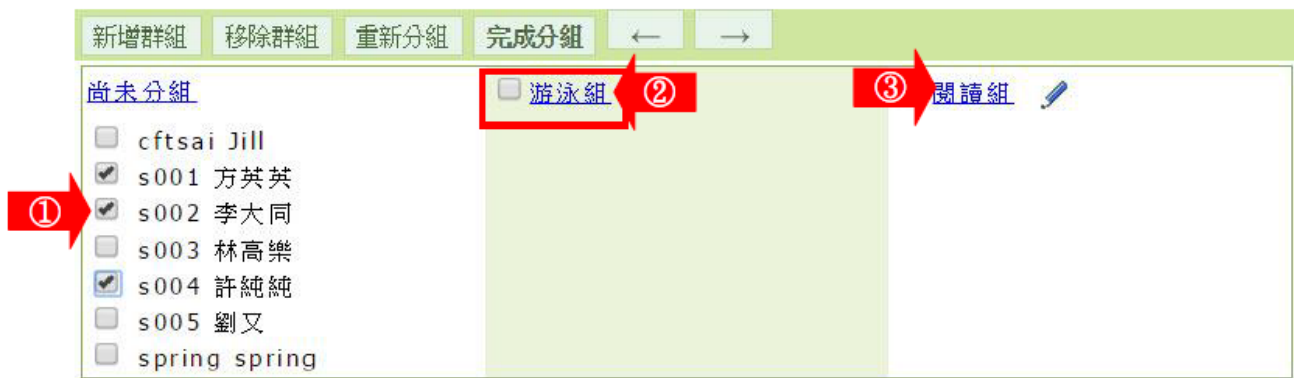 新增群組 移除群組 重新分組 完成分組 ← →
尚未分組 游泳組 ② ③ 閱讀組
cftsai Jill
s001 方英英
① s002 李大同
s003 林高樂
s004 許純純
s005 劉又
spring spring